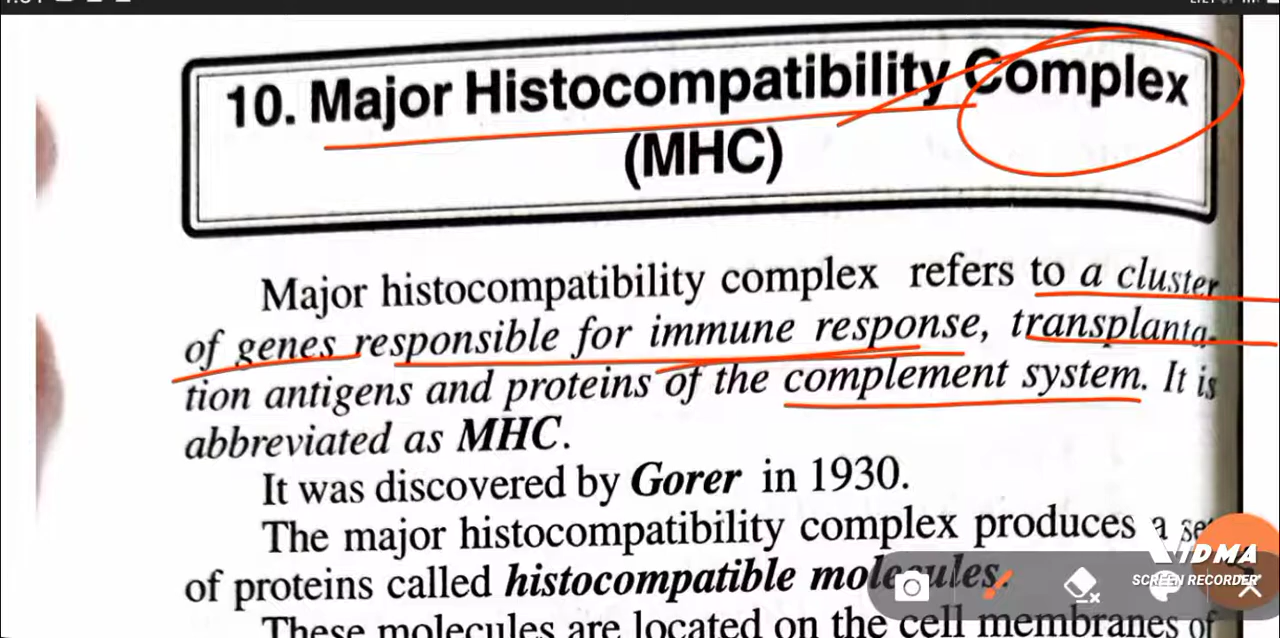 10. Major Histocompatibility Complex
(MHC)
Major histocompatibility complex refers to a cluster
of genes responsible for immune response, transplanta-
tion antigens and proteins of the complement system. It is
abbreviated as MHC.
It was discovered by Gorer in 1930.
The major histocompatibility complex produces a set
of proteins called histocompatible molecules.
These molecules are located on the cell membranes of
VIDMA
SCREEN RECORDER